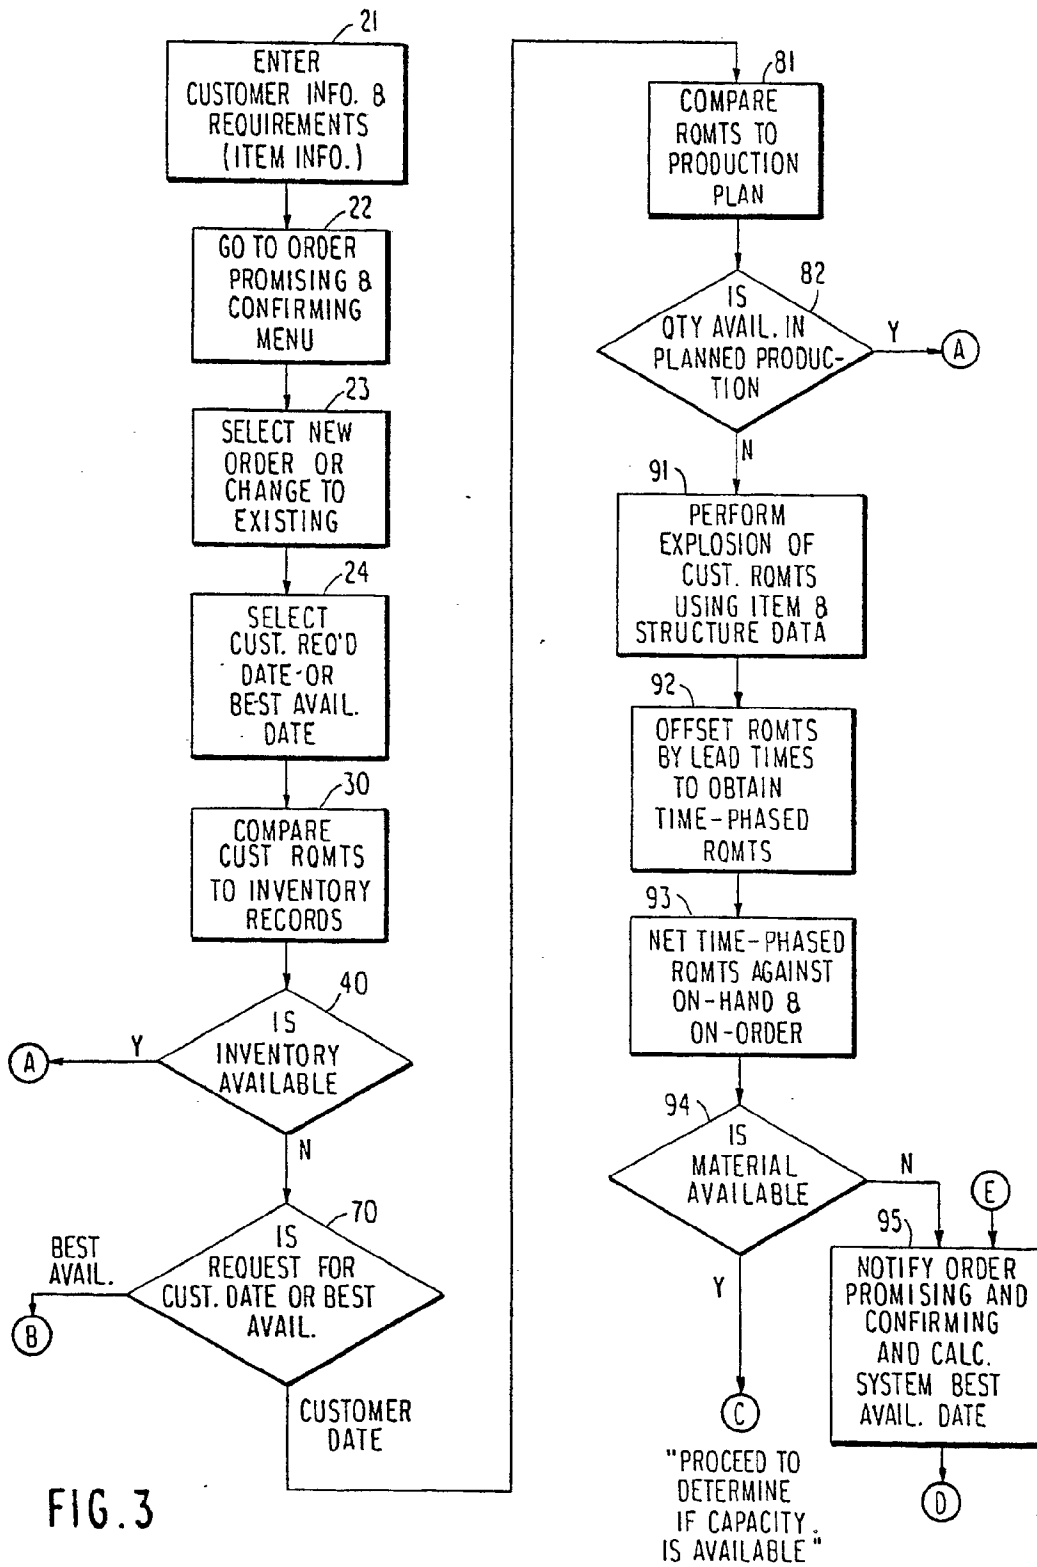 21
ENTER
CUSTOMER INFO. &
REQUIREMENTS
(ITEM INFO.)
22
GO TO ORDER
PROMISING &
CONFIRMING
MENU
23
SELECT NEW
ORDER OR
CHANGE TO
EXISTING
24
SELECT
CUST. REQ'D
DATE OR
BEST AVAIL.
DATE
30
COMPARE
CUST RQMTS
TO INVENTORY
RECORDS
40
IS
INVENTORY
AVAILABLE
Y
A
N
70
IS
REQUEST FOR
CUST. DATE OR BEST
AVAIL.
BEST
AVAIL.
B
CUSTOMER
DATE
81
COMPARE
RQMTS TO
PRODUCTION
PLAN
82
IS
QTY AVAIL. IN
PLANNED PRODUC-
TION
Y
A
N
91
PERFORM
EXPLOSION OF
CUST. RQMTS
USING ITEM &
STRUCTURE DATA
92
OFFSET RQMTS
BY LEAD TIMES
TO OBTAIN
TIME-PHASED
RQMTS
93
NET TIME-PHASED
RQMTS AGAINST
ON-HAND &
ON-ORDER
94
IS
MATERIAL
AVAILABLE
N
E
Y
C
"PROCEED TO
DETERMINE
IF CAPACITY
IS AVAILABLE"
95
NOTIFY ORDER
PROMISING AND
CONFIRMING
AND CALC.
SYSTEM BEST
AVAIL. DATE
D
FIG.3